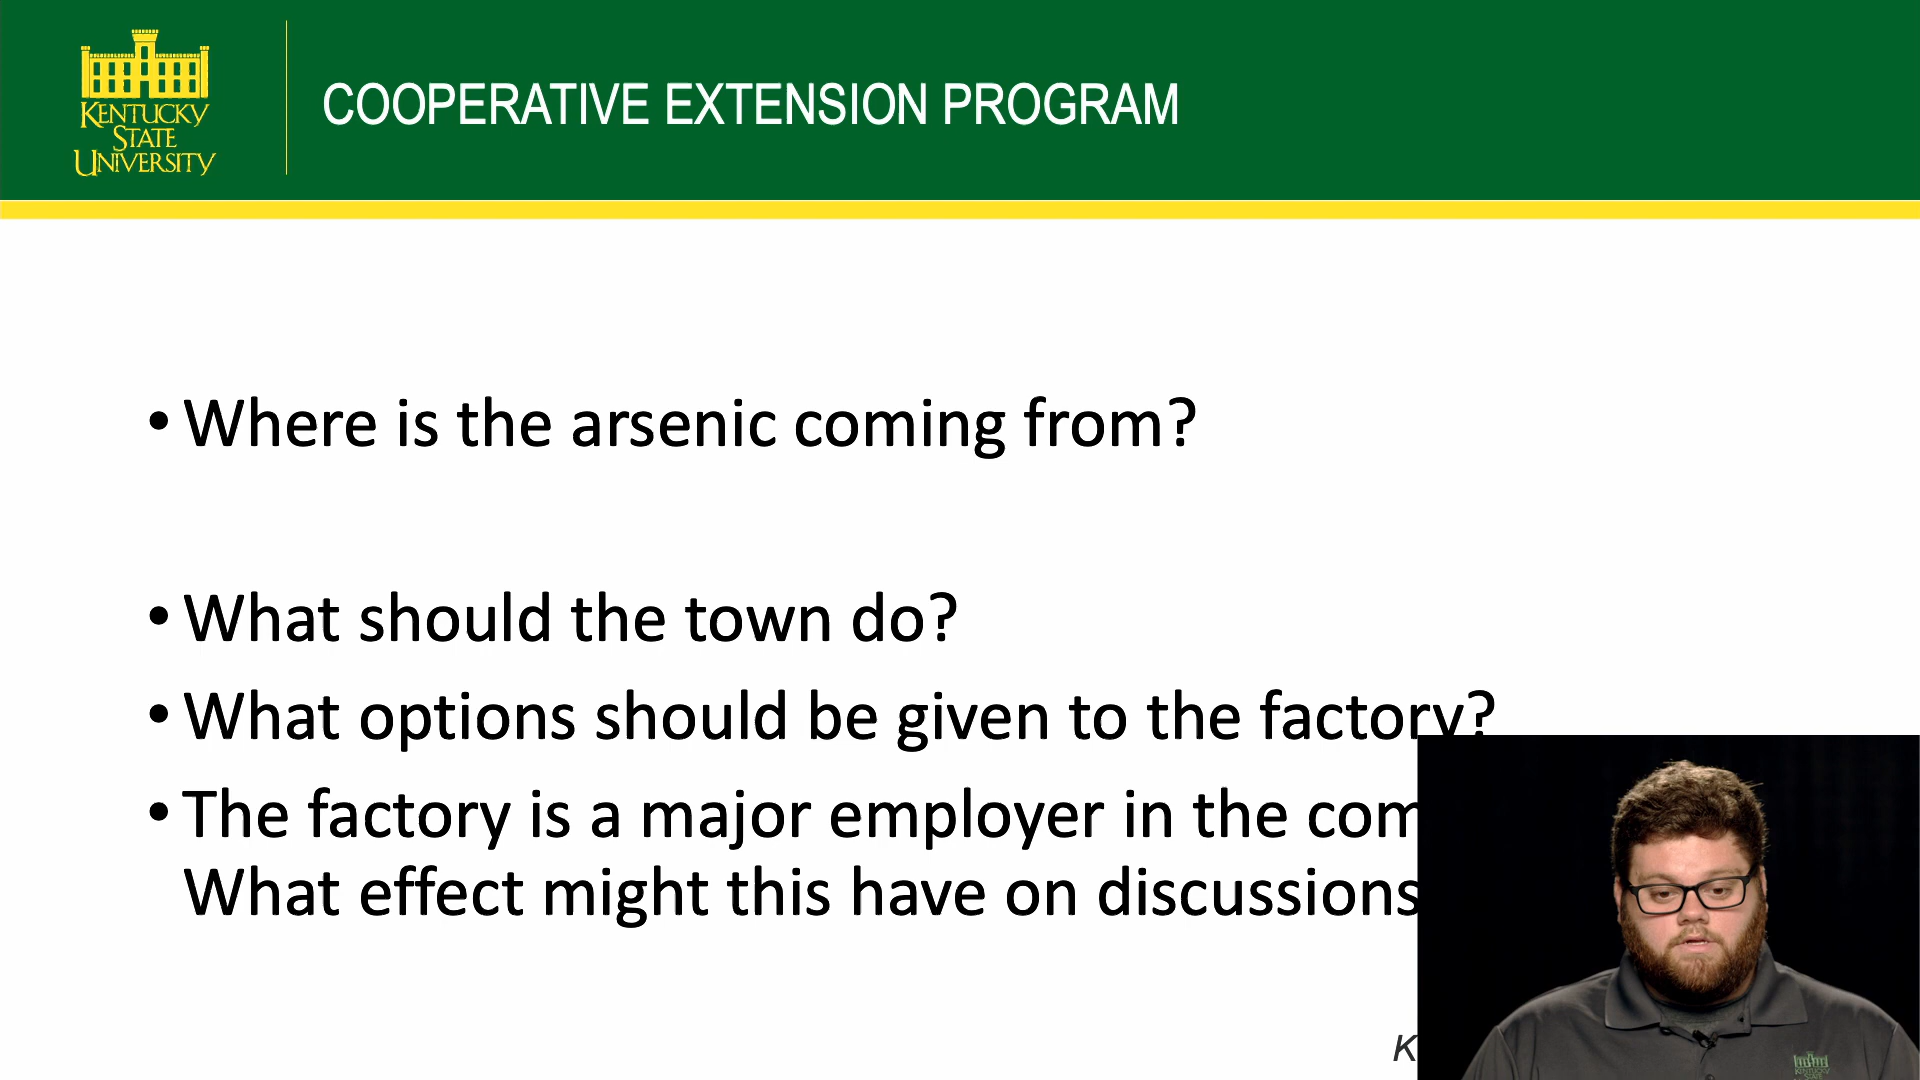 KENTUCKY
STATE
UNIVERSITY
COOPERATIVE EXTENSION PROGRAM
• Where is the arsenic coming from?
• What should the town do?
• What options should be given to the factory?
• The factory is a major employer in the com
What effect might this have on discussions
K